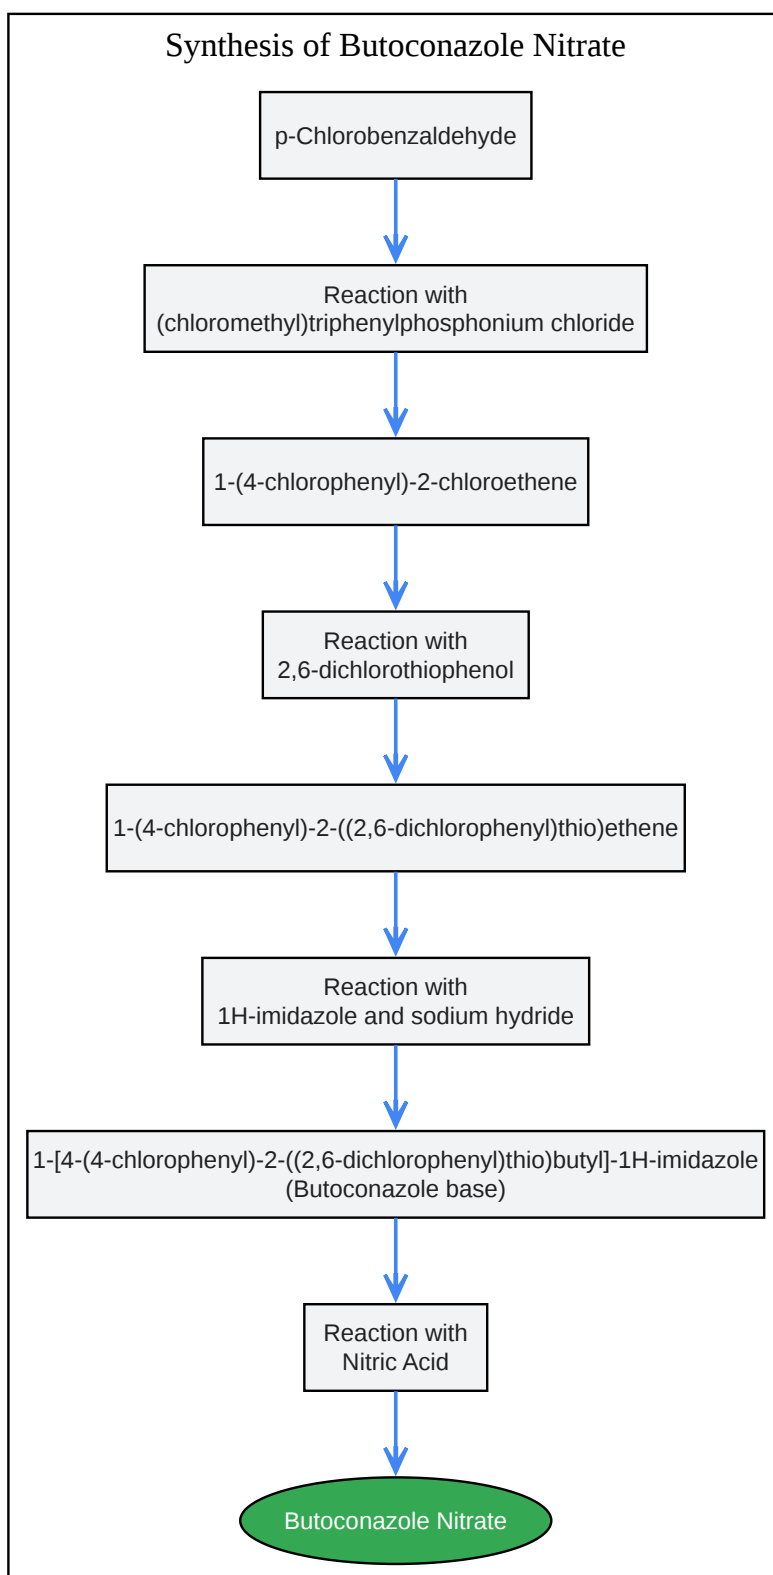 Synthesis of Butoconazole Nitrate
p-Chlorobenzaldehyde
Reaction with
(chloromethyl)triphenylphosphonium chloride
1-(4-chlorophenyl)-2-chloroethene
Reaction with
2,6-dichlorothiophenol
1-(4-chlorophenyl)-2-((2,6-dichlorophenyl)thio)ethene
Reaction with
1H-imidazole and sodium hydride
1-[4-(4-chlorophenyl)-2-((2,6-dichlorophenyl)thio)butyl]-1H-imidazole
(Butoconazole base)
Reaction with
Nitric Acid
Butoconazole Nitrate